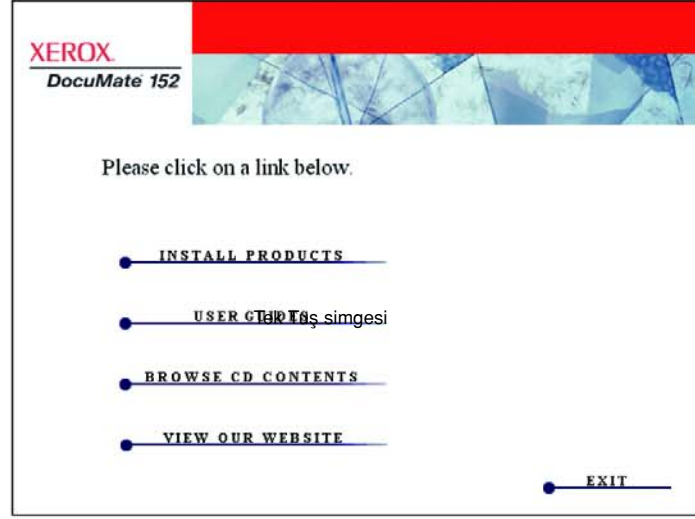 XEROX.
DocuMate 152
Please click on a link below.
INSTALL PRODUCTS
USER GUIDES
Tek Tuş simgesi
BROWSE CD CONTENTS
VIEW OUR WEBSITE
EXIT